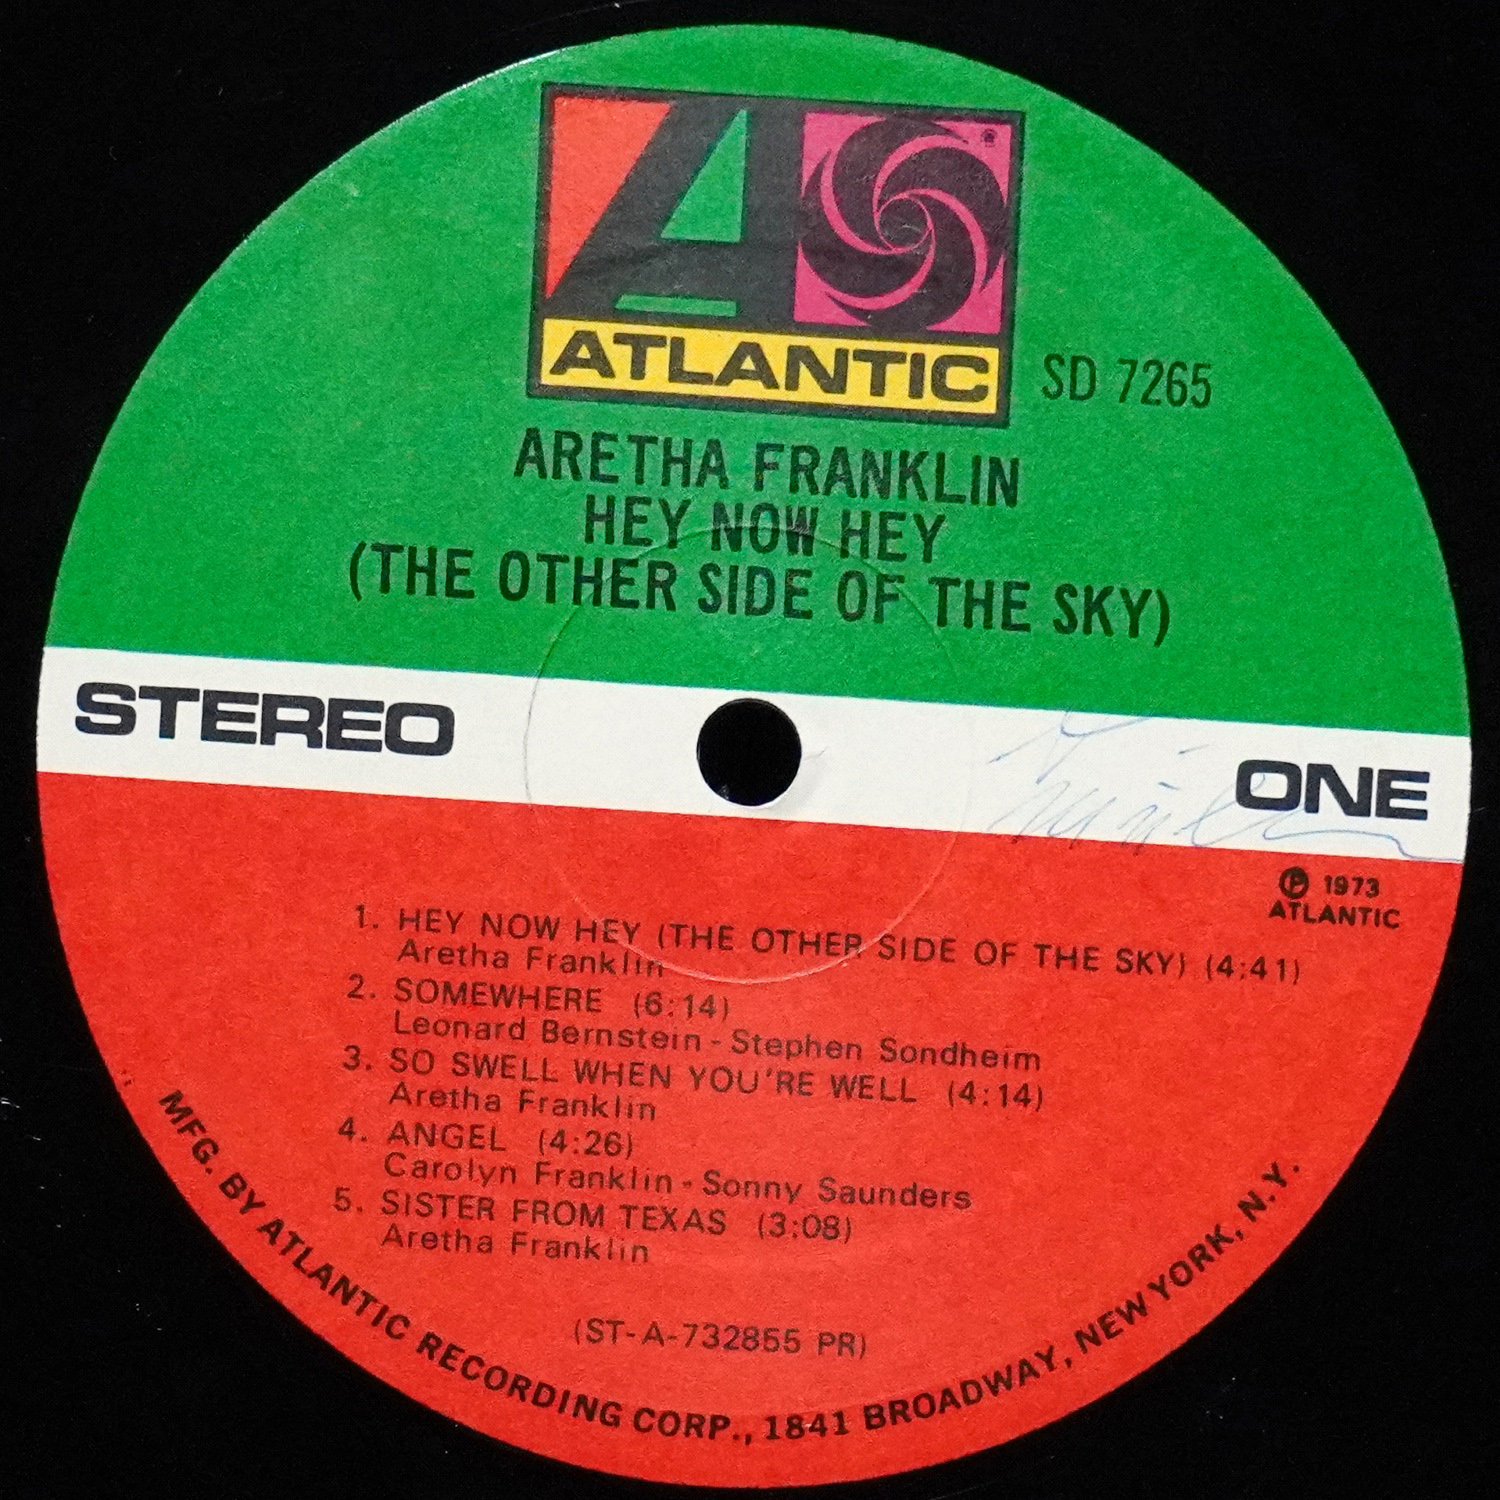 ATLANTIC
SD 7265
ARETHA FRANKLIN
HEY NOW HEY
(THE OTHER SIDE OF THE SKY)
STEREO
ONE
℗ 1973
ATLANTIC
1. HEY NOW HEY (THE OTHER SIDE OF THE SKY) (4:41)
Aretha Franklin
2. SOMEWHERE (6:14)
Leonard Bernstein - Stephen Sondheim
3. SO SWELL WHEN YOU'RE WELL (4:14)
Aretha Franklin
4. ANGEL (4:26)
Carolyn Franklin - Sonny Saunders
5. SISTER FROM TEXAS (3:08)
Aretha Franklin
(ST-A-732855 PR)
MFG. BY ATLANTIC RECORDING CORP., 1841 BROADWAY, NEW YORK, N.Y.